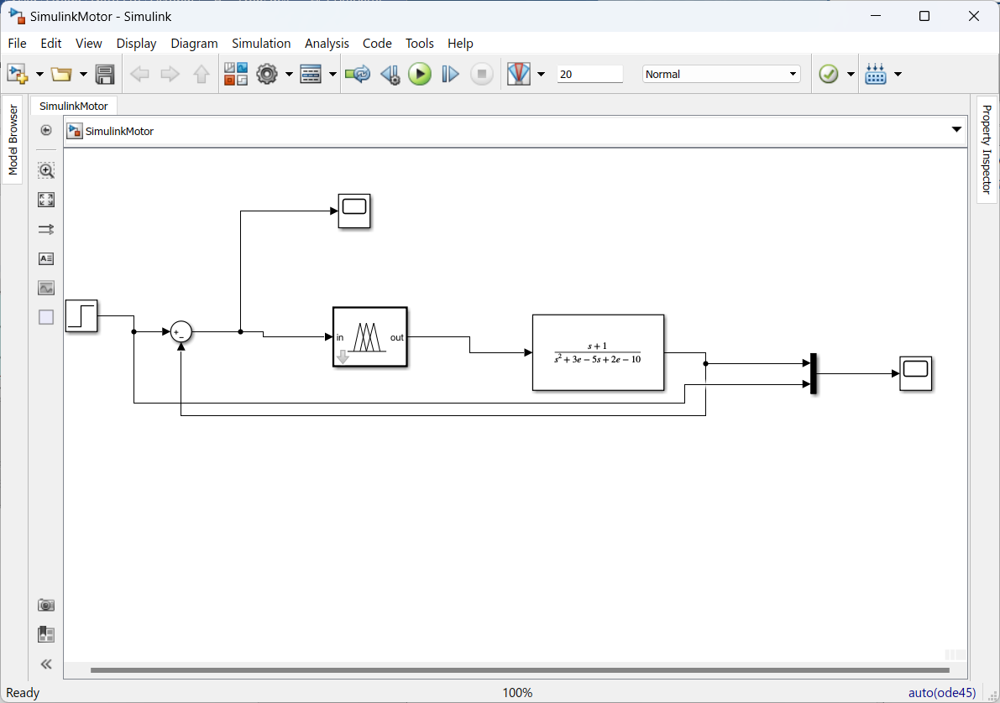 SimulinkMotor - Simulink
File Edit View Display Diagram Simulation Analysis Code Tools Help
20 Normal
Model Browser
SimulinkMotor
SimulinkMotor
Property Inspector
+
−
in out
s + 1
s² + 3e − 5s + 2e − 10
Ready 100% auto(ode45)